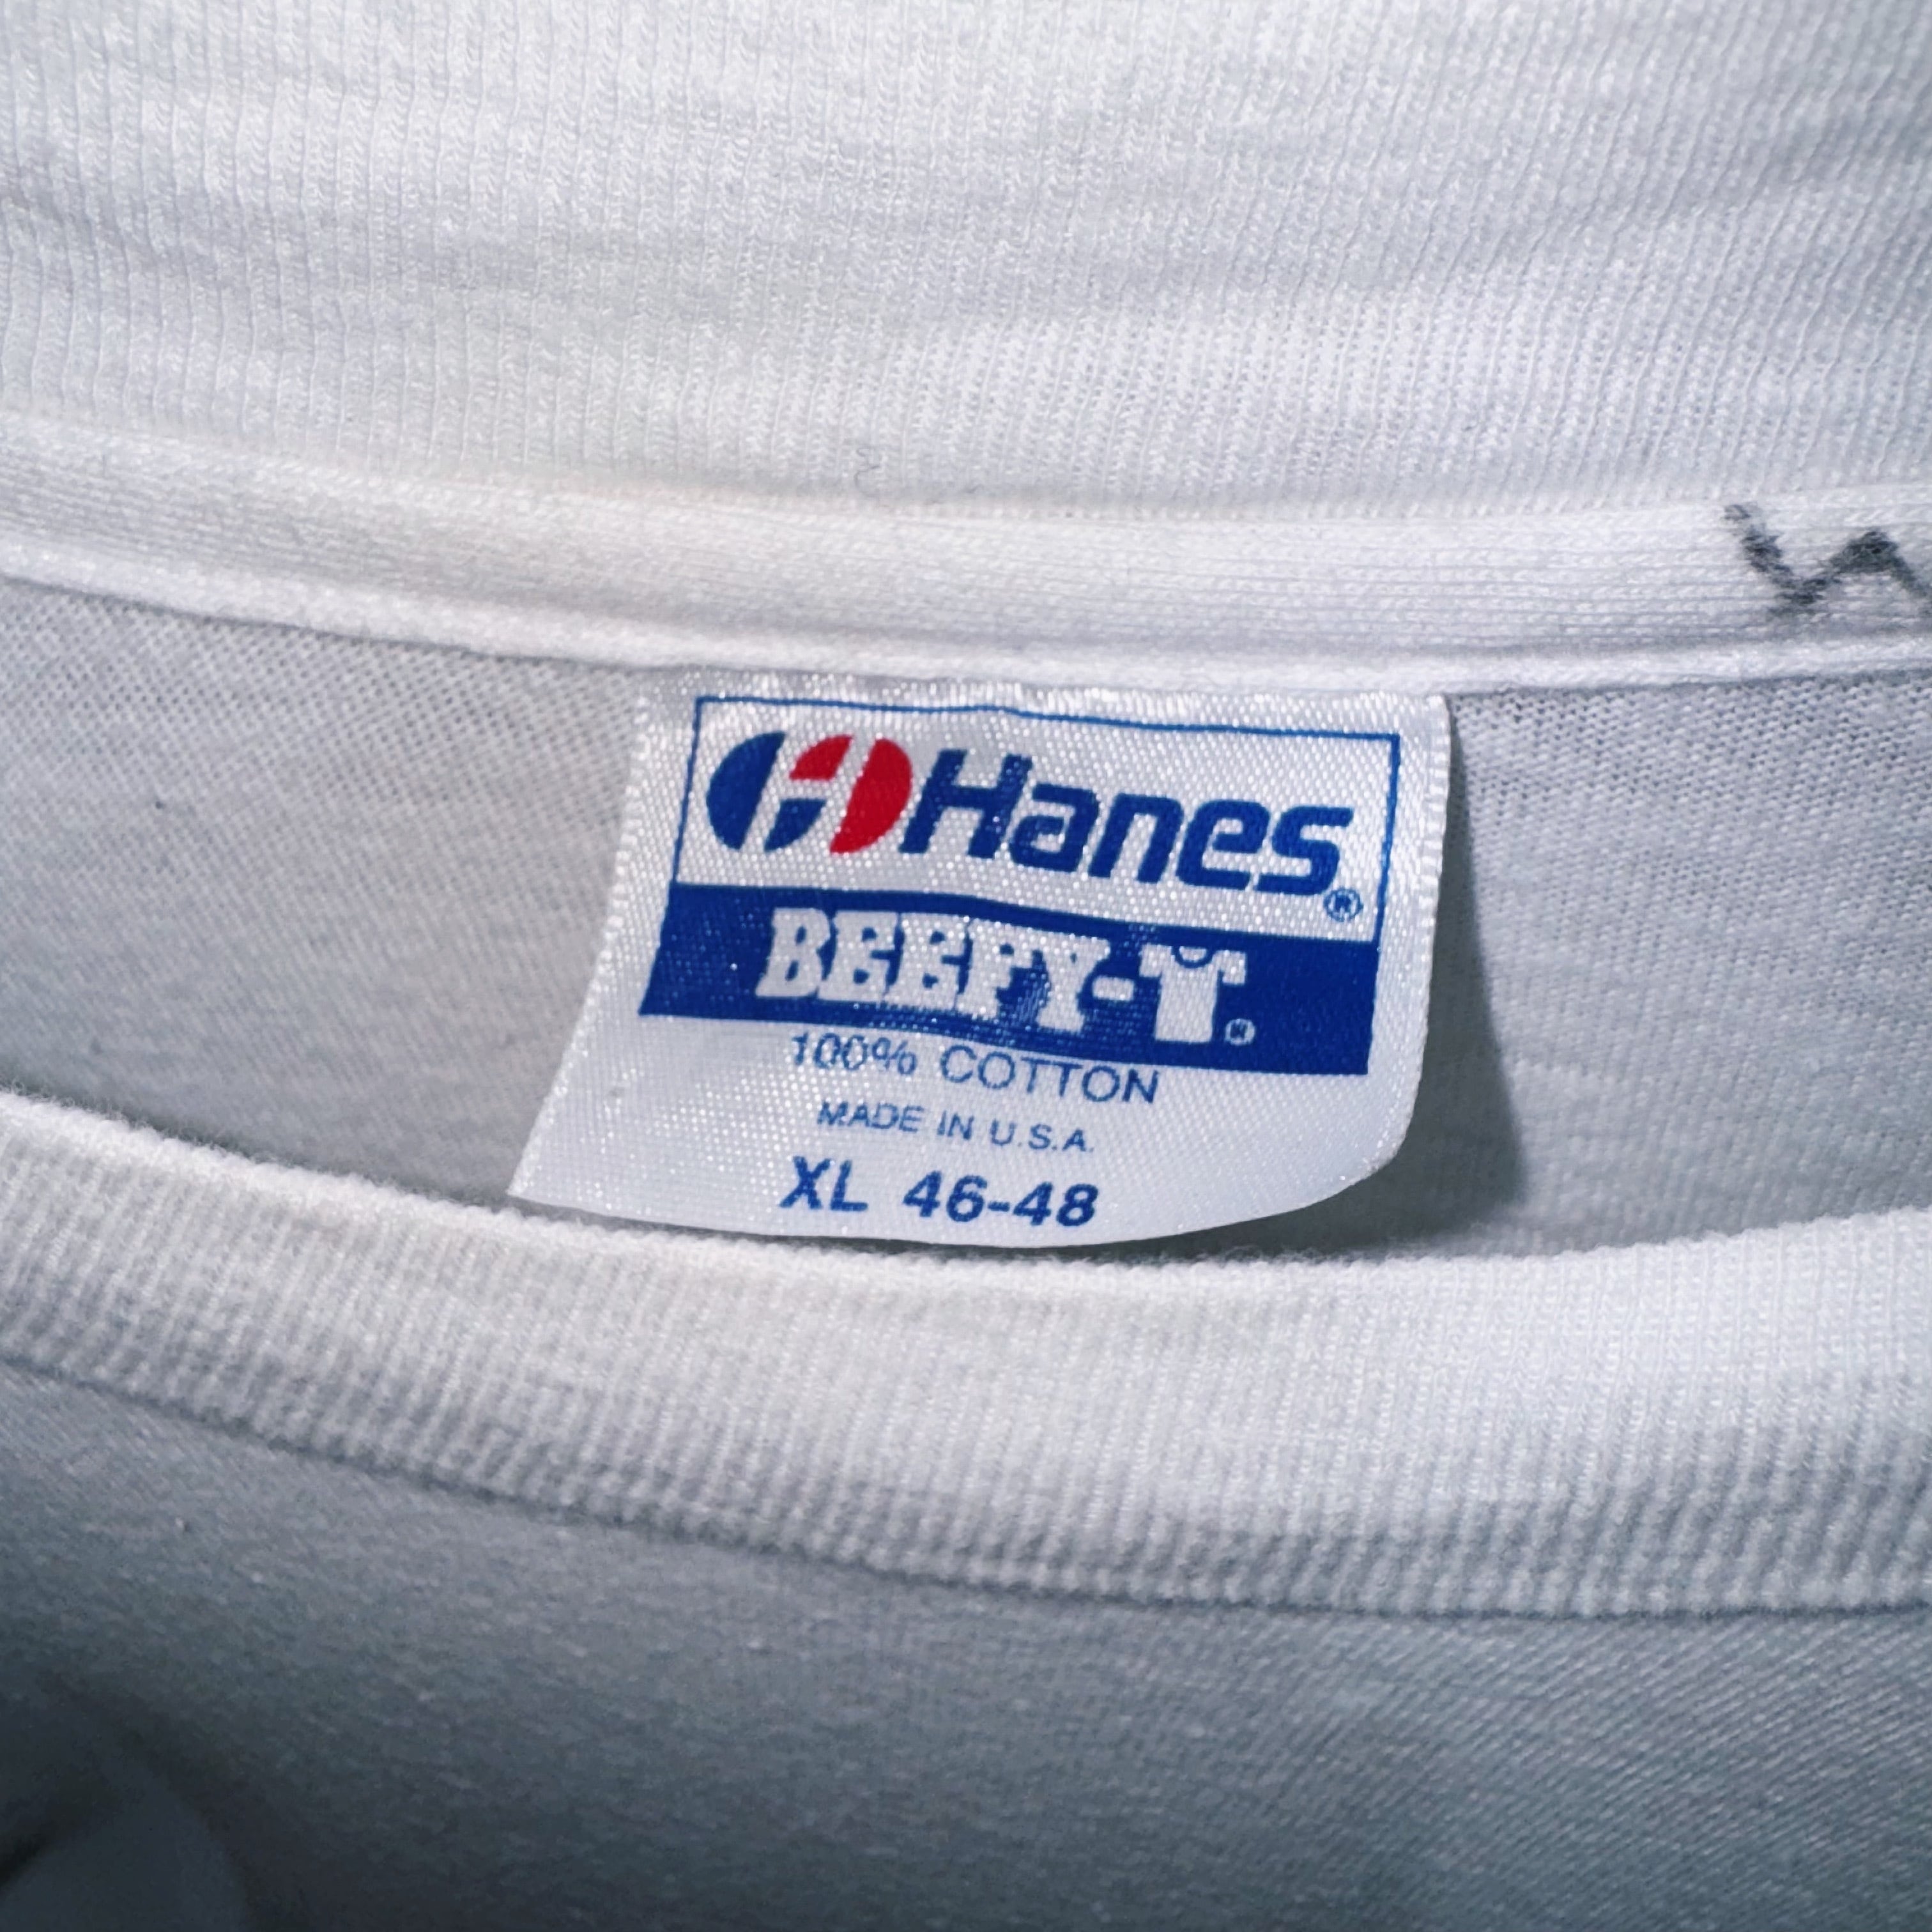 Hanes®
BEEFY-T®
100% COTTON
MADE IN U.S.A.
XL 46-48